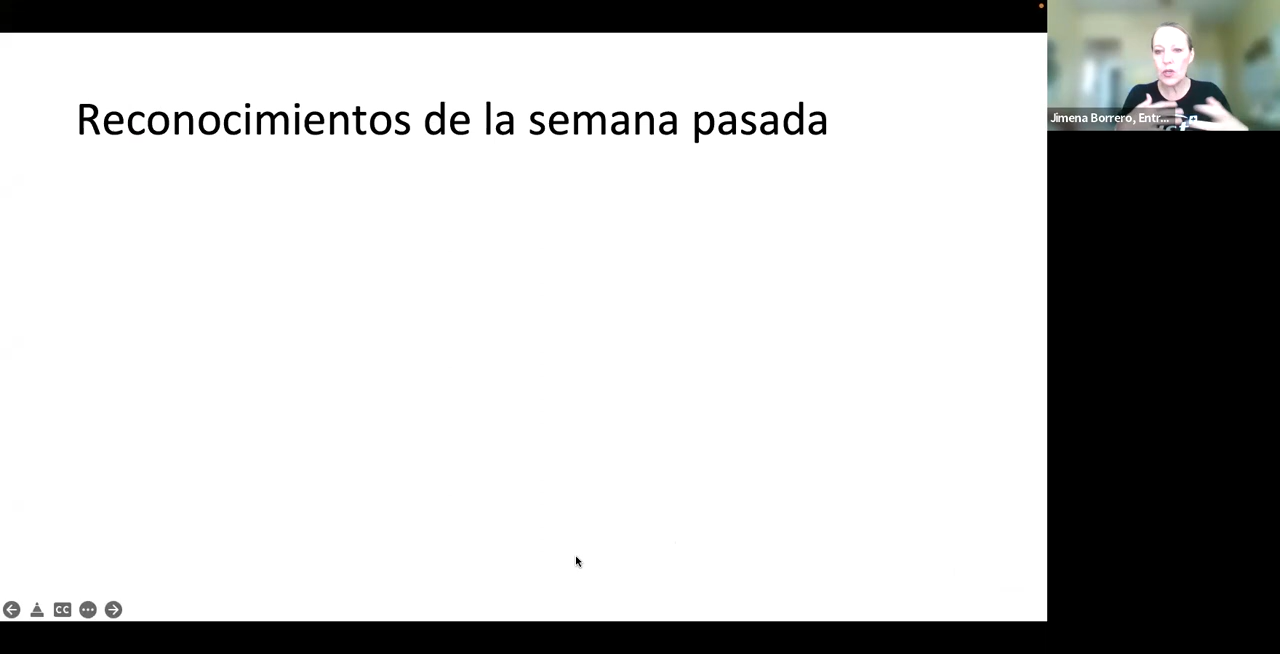 Reconocimientos de la semana pasada
Jimena Borrero, Entr...
CC